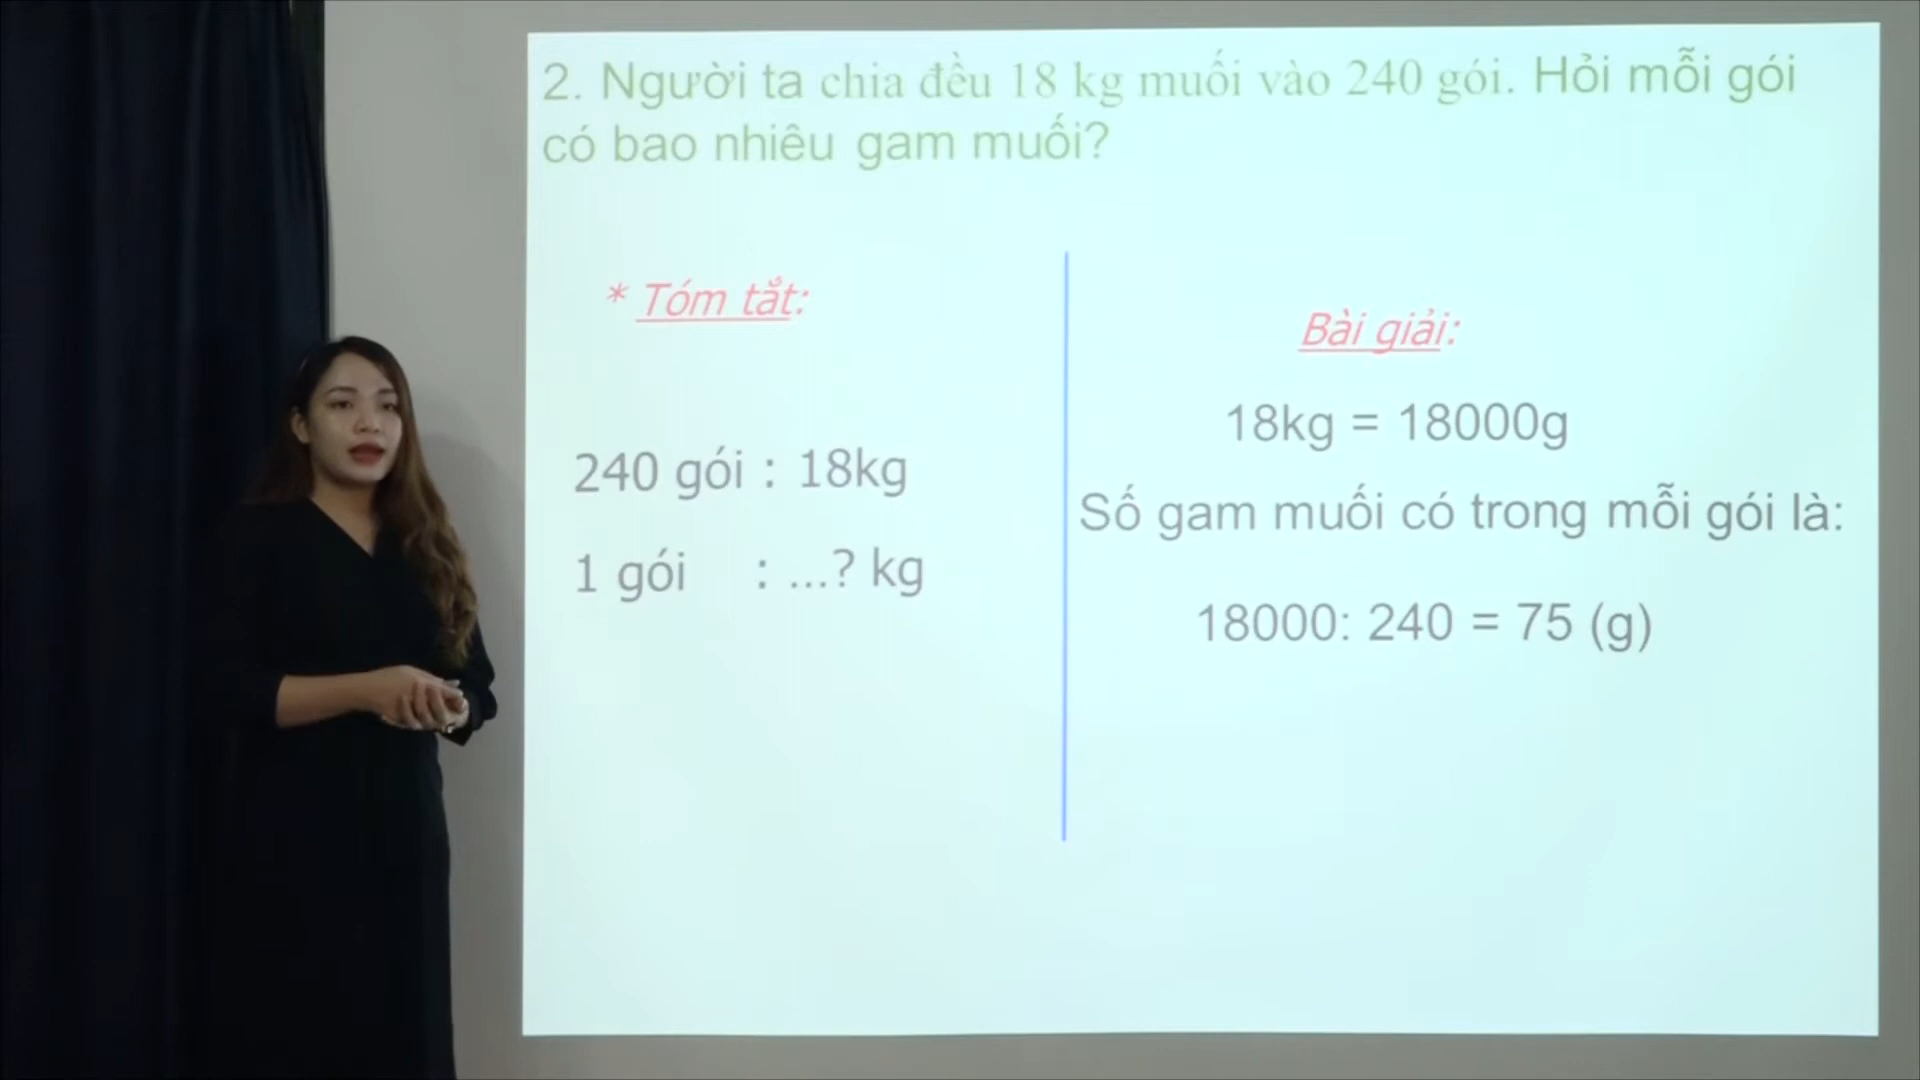 2. Người ta chia đều 18 kg muối vào 240 gói. Hỏi mỗi gói
có bao nhiêu gam muối?
* Tóm tắt:
240 gói : 18kg
1 gói : ...? kg
Bài giải:
18kg = 18000g
Số gam muối có trong mỗi gói là:
18000: 240 = 75 (g)